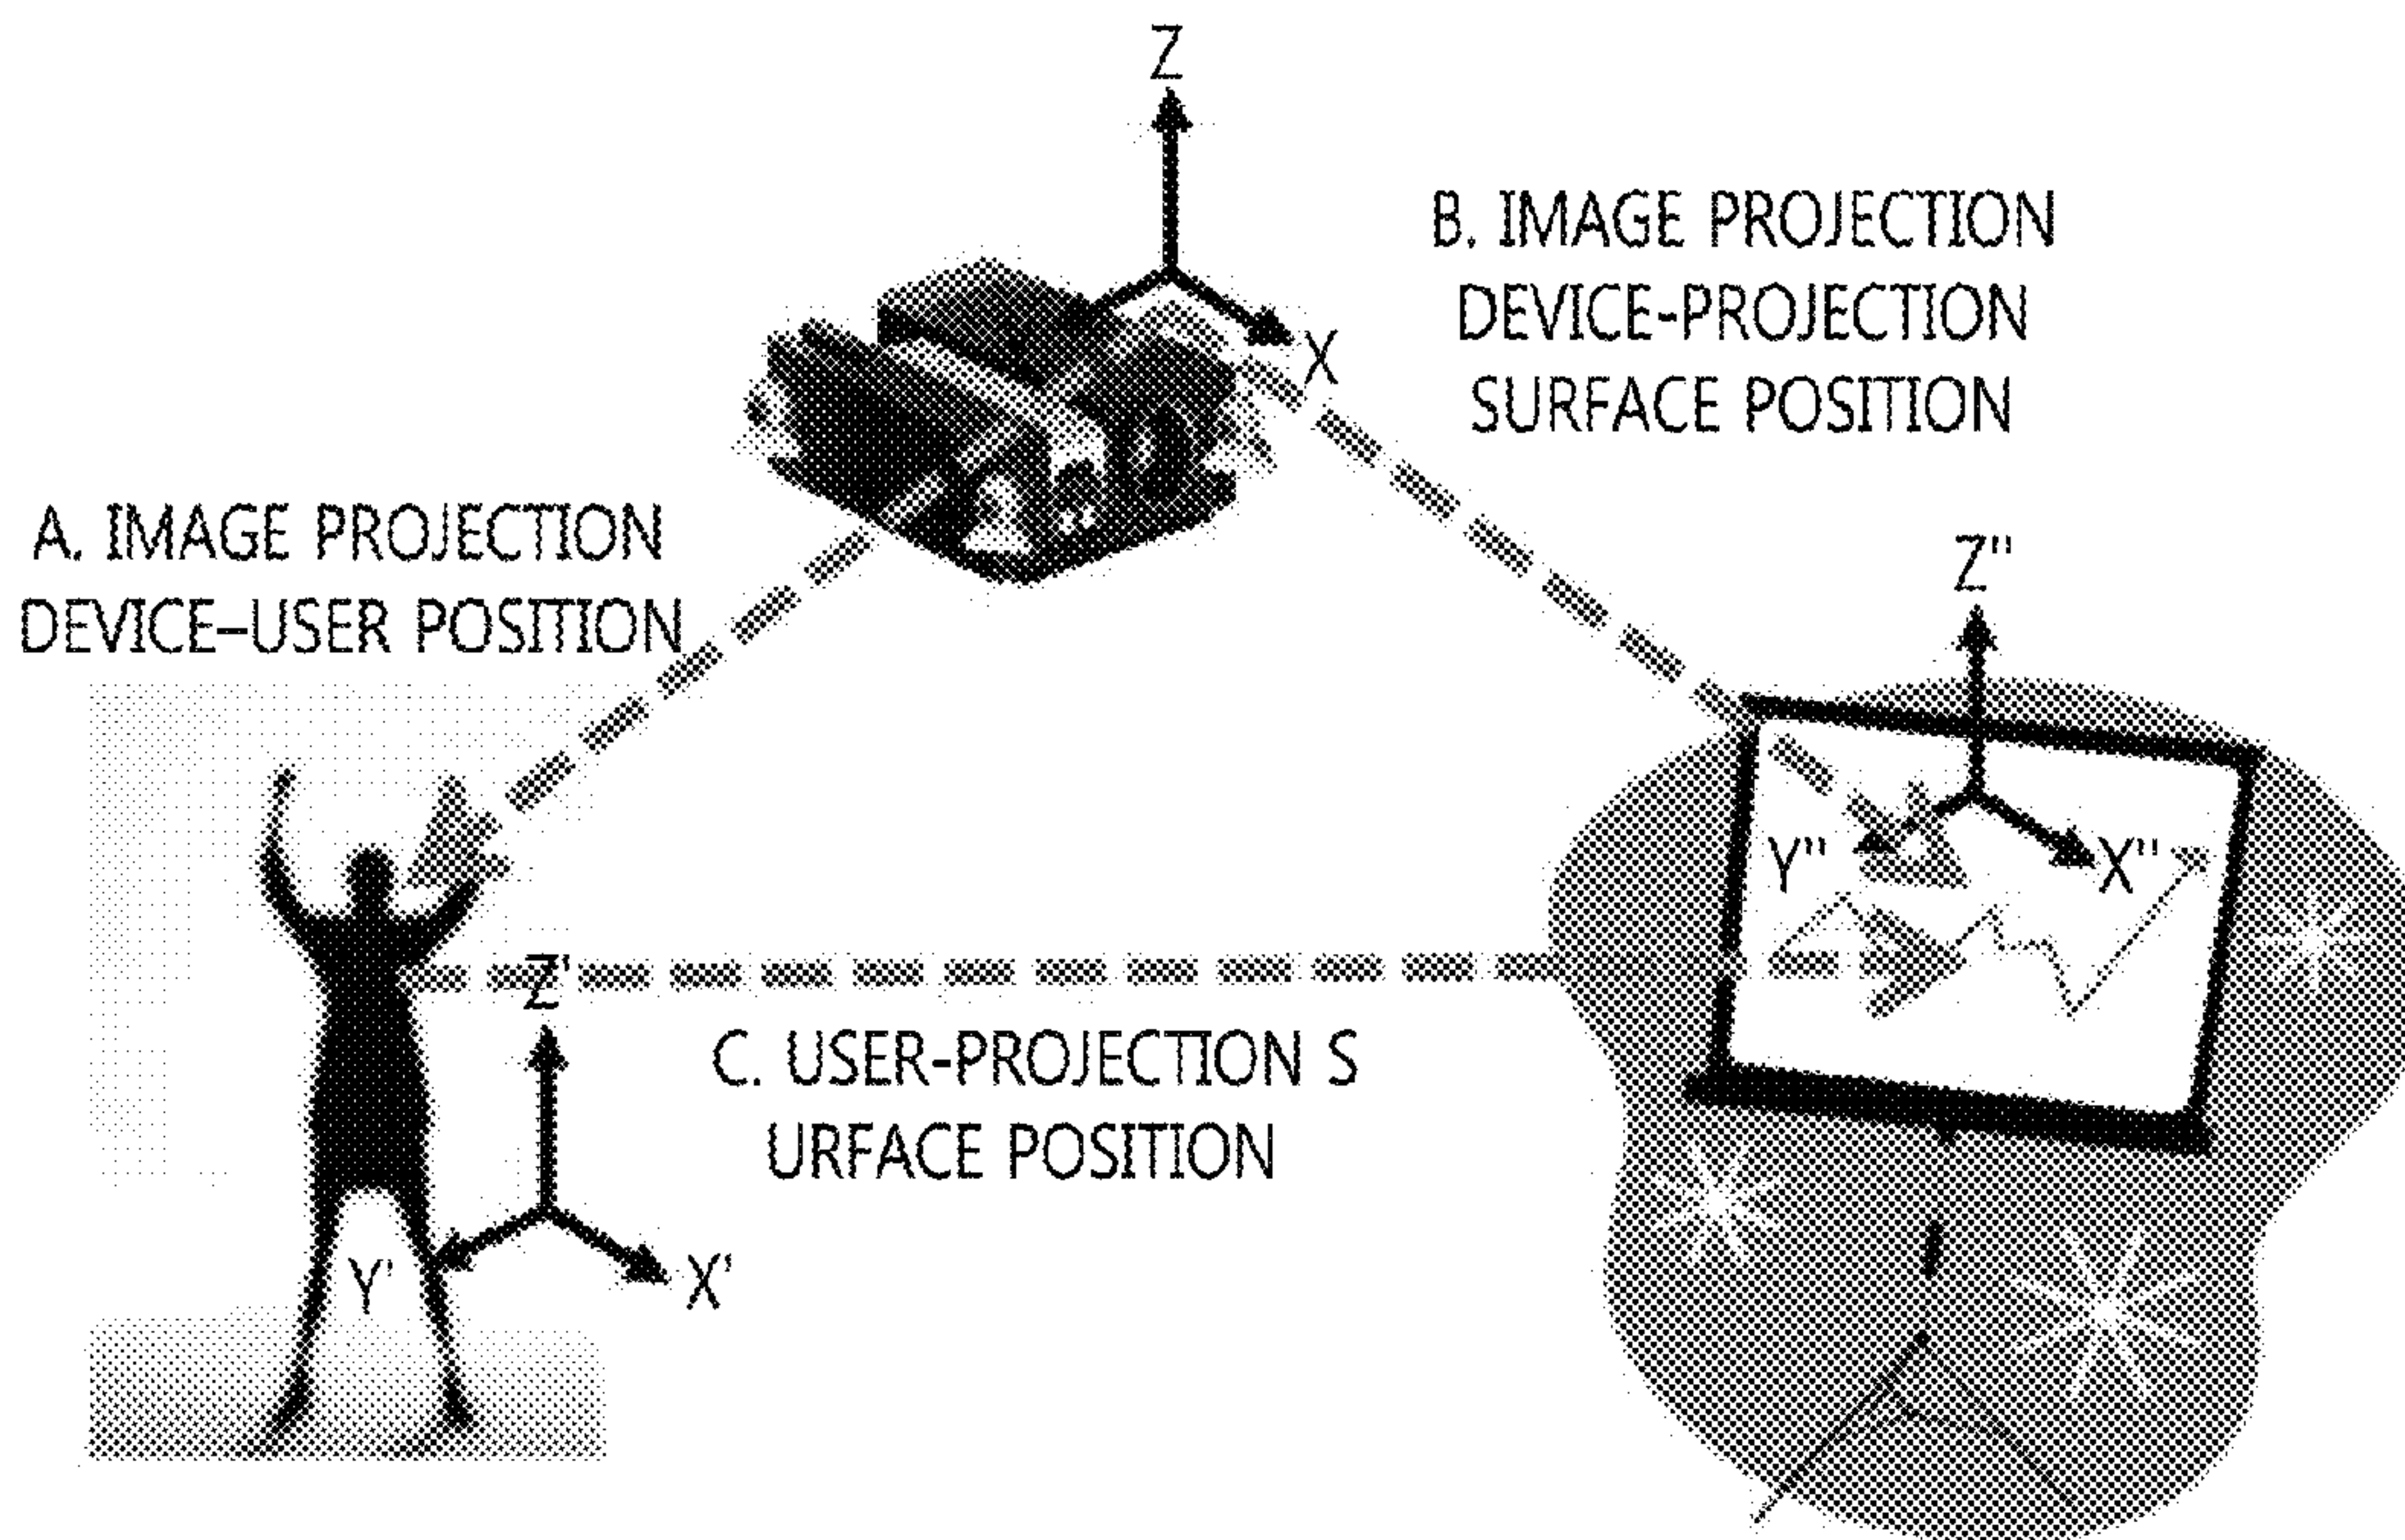 Z
X
B. IMAGE PROJECTION
DEVICE-PROJECTION
SURFACE POSITION
A. IMAGE PROJECTION
DEVICE–USER POSITION
Z"
Y"
X"
Z'
C. USER-PROJECTION S
URFACE POSITION
Y'
X'